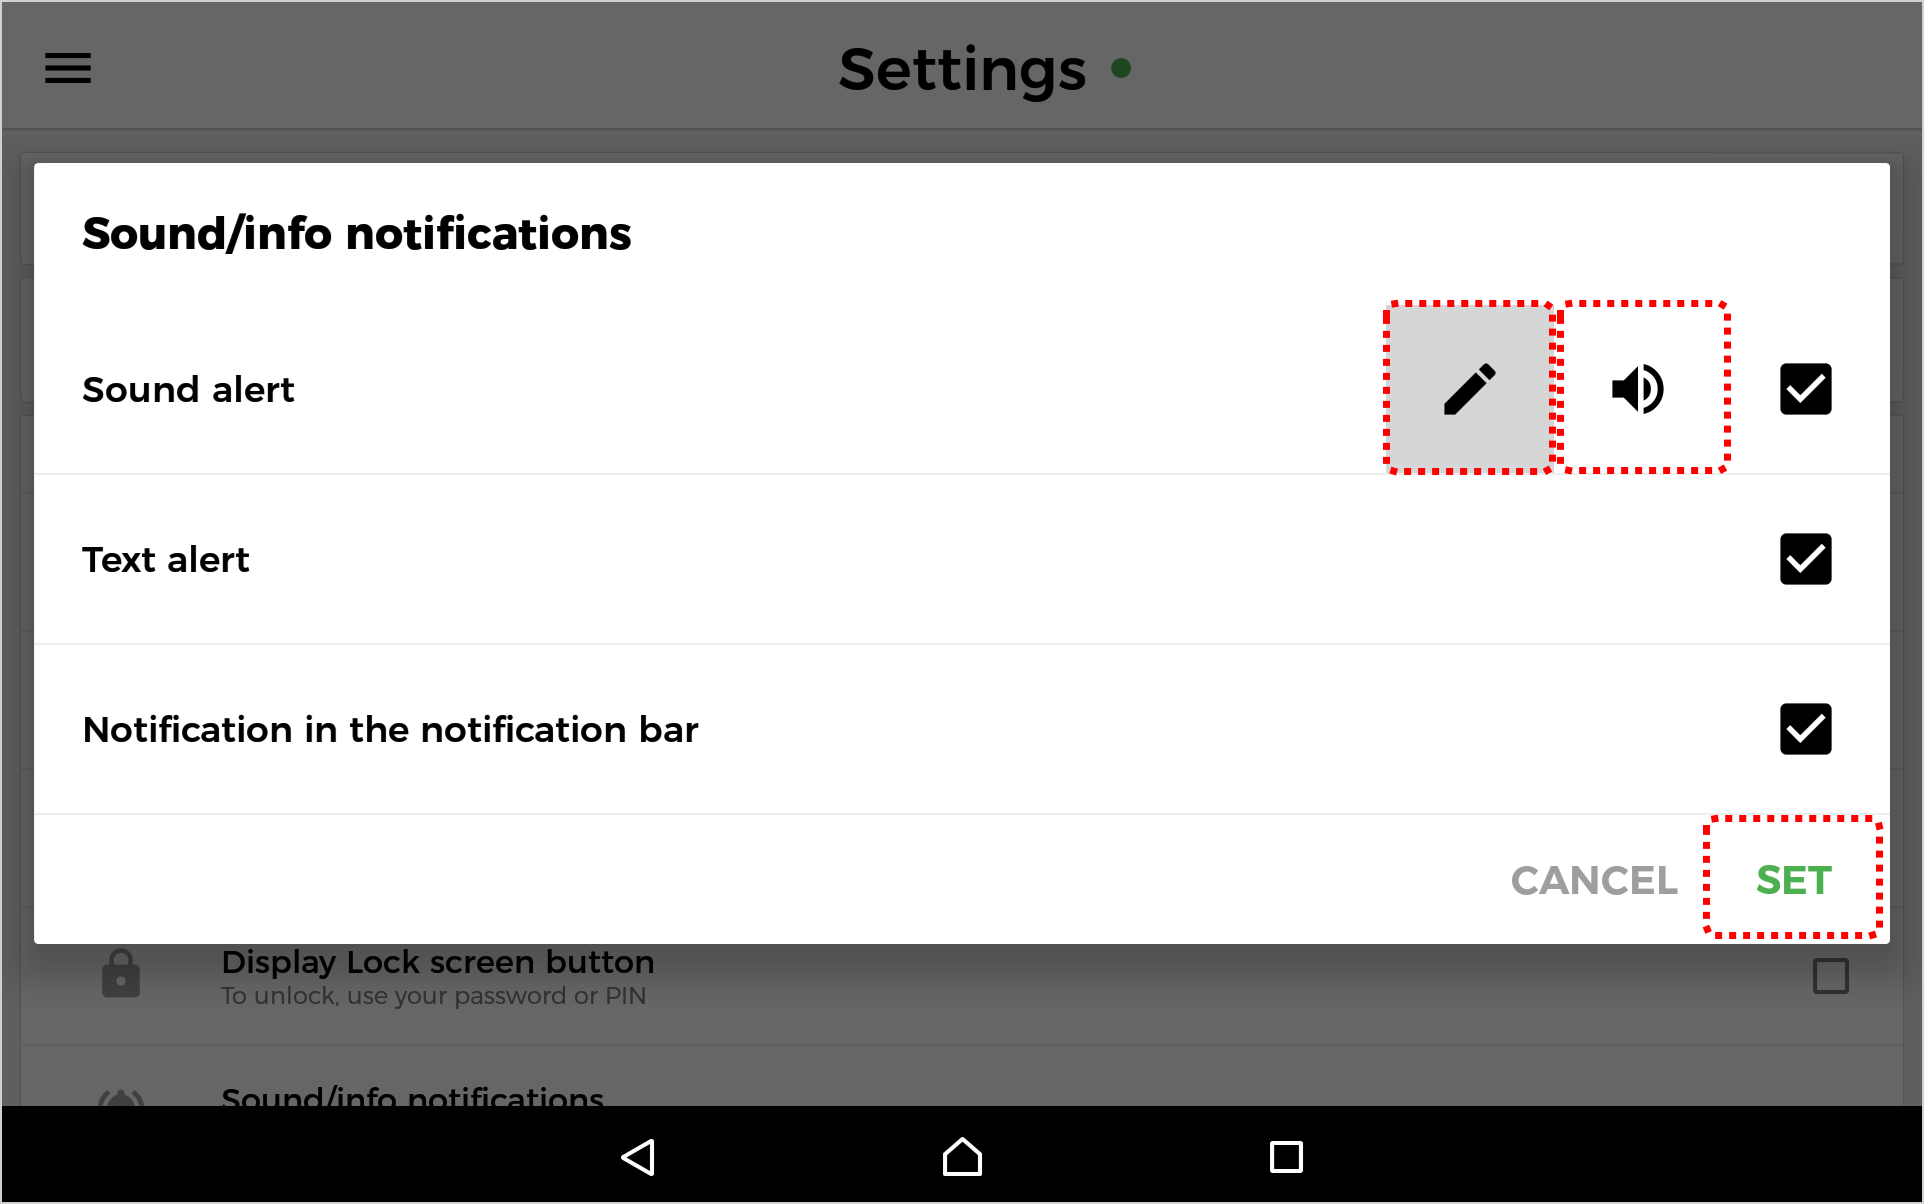 Settings
Sound/info notifications
Sound alert
Text alert
Notification in the notification bar
CANCEL SET
Display Lock screen button
To unlock, use your password or PIN
Sound/info notifications